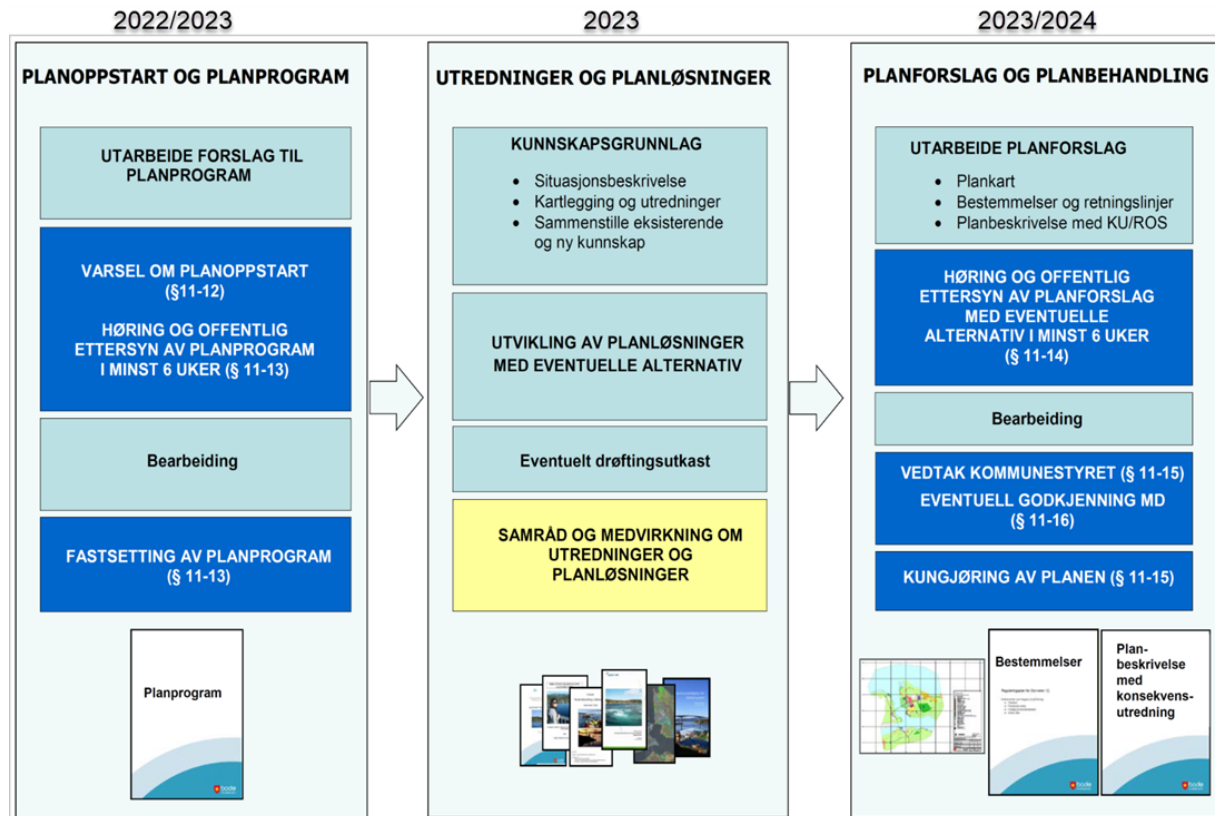 2022/2023
2023
2023/2024
PLANOPPSTART OG PLANPROGRAM
UTARBEIDE FORSLAG TIL
PLANPROGRAM
VARSEL OM PLANOPPSTART
(§11-12)
HØRING OG OFFENTLIG
ETTERSYN AV PLANPROGRAM
I MINST 6 UKER (§ 11-13)
Bearbeiding
FASTSETTING AV PLANPROGRAM
(§ 11-13)
Planprogram
bodø
UTREDNINGER OG PLANLØSNINGER
KUNNSKAPSGRUNNLAG
• Situasjonsbeskrivelse
• Kartlegging og utredninger
• Sammenstille eksisterende
og ny kunnskap
UTVIKLING AV PLANLØSNINGER
MED EVENTUELLE ALTERNATIV
Eventuelt drøftingsutkast
SAMRÅD OG MEDVIRKNING OM
UTREDNINGER OG
PLANLØSNINGER
PLANFORSLAG OG PLANBEHANDLING
UTARBEIDE PLANFORSLAG
• Plankart
• Bestemmelser og retningslinjer
• Planbeskrivelse med KU/ROS
HØRING OG OFFENTLIG
ETTERSYN AV PLANFORSLAG
MED EVENTUELLE
ALTERNATIV I MINST 6 UKER
(§ 11-14)
Bearbeiding
VEDTAK KOMMUNESTYRET (§ 11-15)
EVENTUELL GODKJENNING MD
(§ 11-16)
KUNGJØRING AV PLANEN (§ 11-15)
Bestemmelser
bodø
Plan-
beskrivelse
med
konsekvens-
utredning
bodø